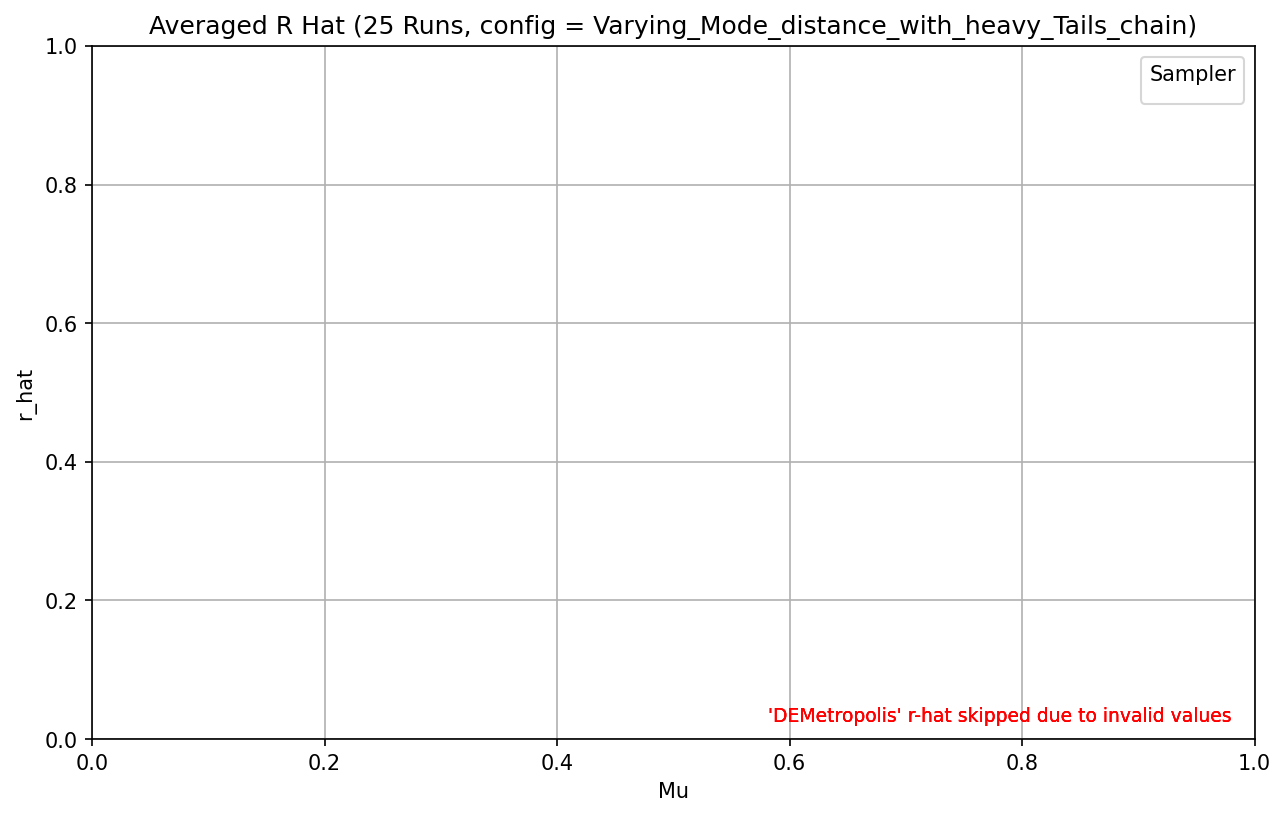 Averaged R Hat (25 Runs, config = Varying_Mode_distance_with_heavy_Tails_chain)
1.0
Sampler
0.8
0.6
r_hat
0.4
0.2
'DEMetropolis' r-hat skipped due to invalid values
0.0
0.0 0.2 0.4 0.6 0.8 1.0
Mu